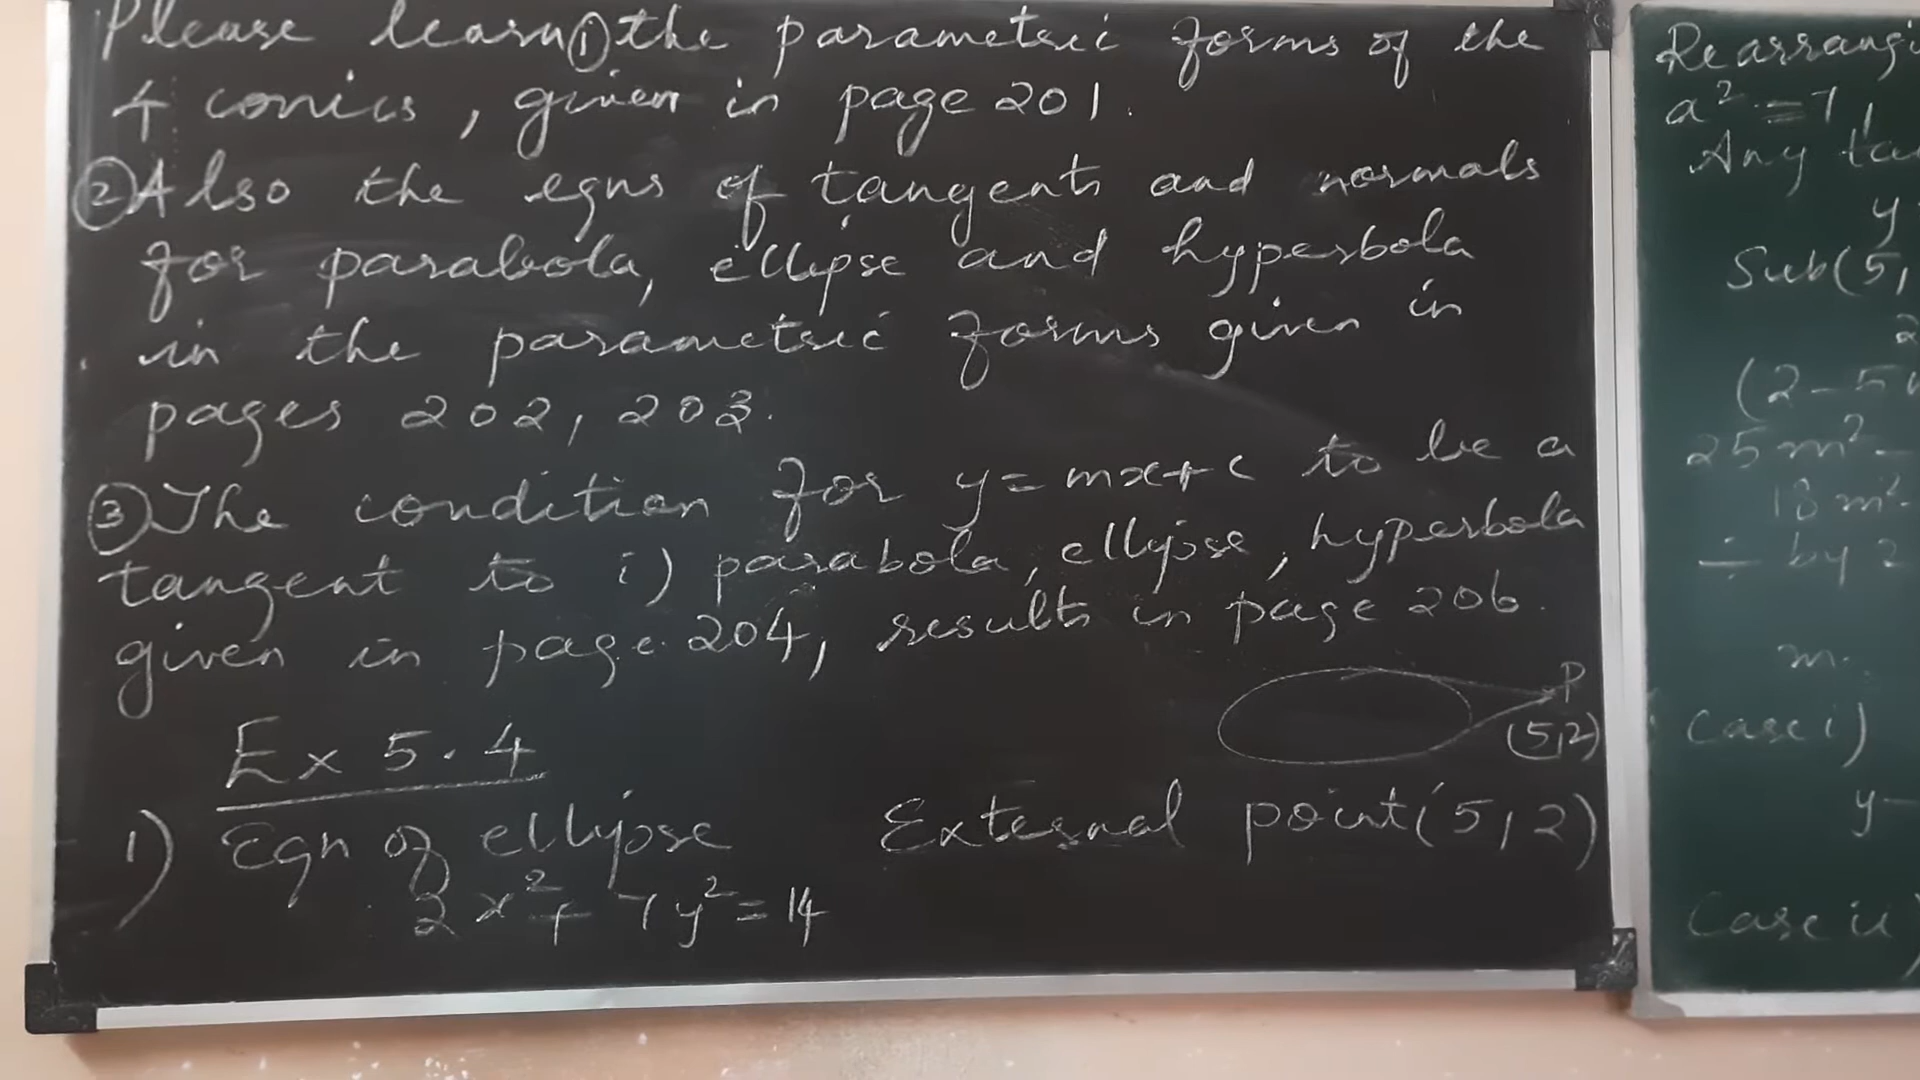 Please learn ① the parametric forms of the
4 conics, given in page 201.
② Also the eqns of tangents and normals
for parabola, ellipse and hyperbola
in the parametric forms given in
pages 202, 203.
③ The condition for y = mx + c to be a
tangent to i) parabola, ellipse, hyperbola
given in page 204, results in page 206.
P
(5,2)
Ex 5.4
1) Eqn of ellipse External point (5,2)
2x² + 7y² = 14
Rearrangi
a² = 7,
Any ta
y
Sub (5,
2
(2 - 5
25m² -
18m²
÷ by 2
m
Case i)
y -
Case ii)